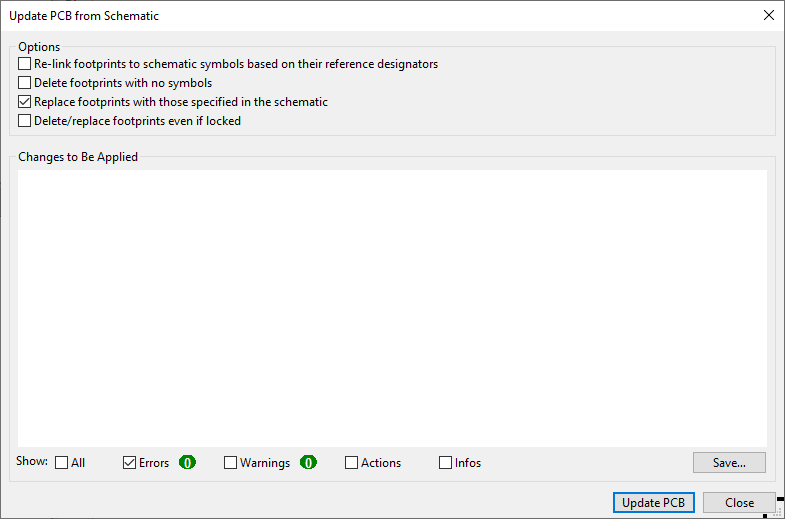 Update PCB from Schematic
Options
Re-link footprints to schematic symbols based on their reference designators
Delete footprints with no symbols
Replace footprints with those specified in the schematic
Delete/replace footprints even if locked
Changes to Be Applied
Show: All Errors 0 Warnings 0 Actions Infos Save...
Update PCB Close